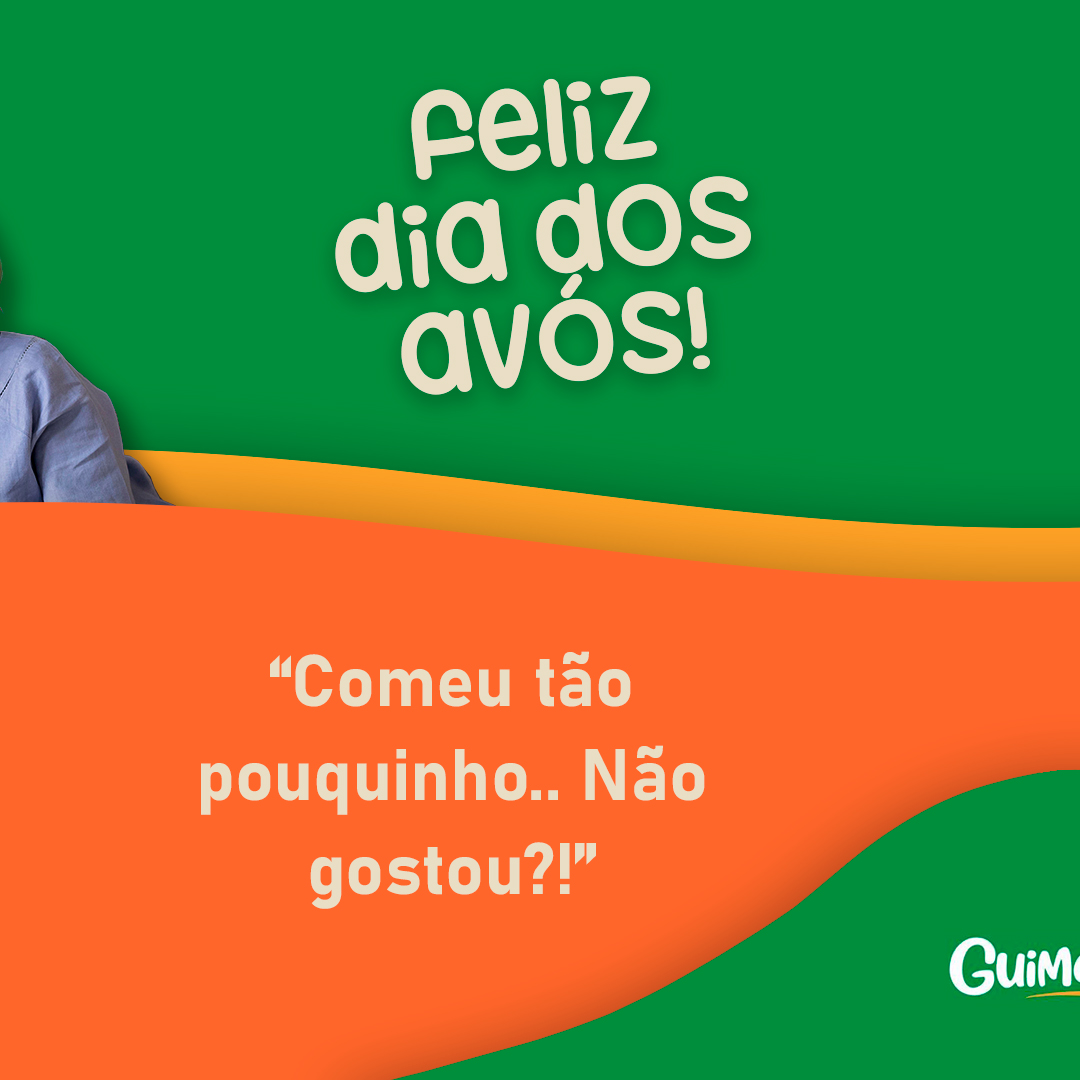 feliz
dia dos
avós!
“Comeu tão
pouquinho.. Não
gostou?!”